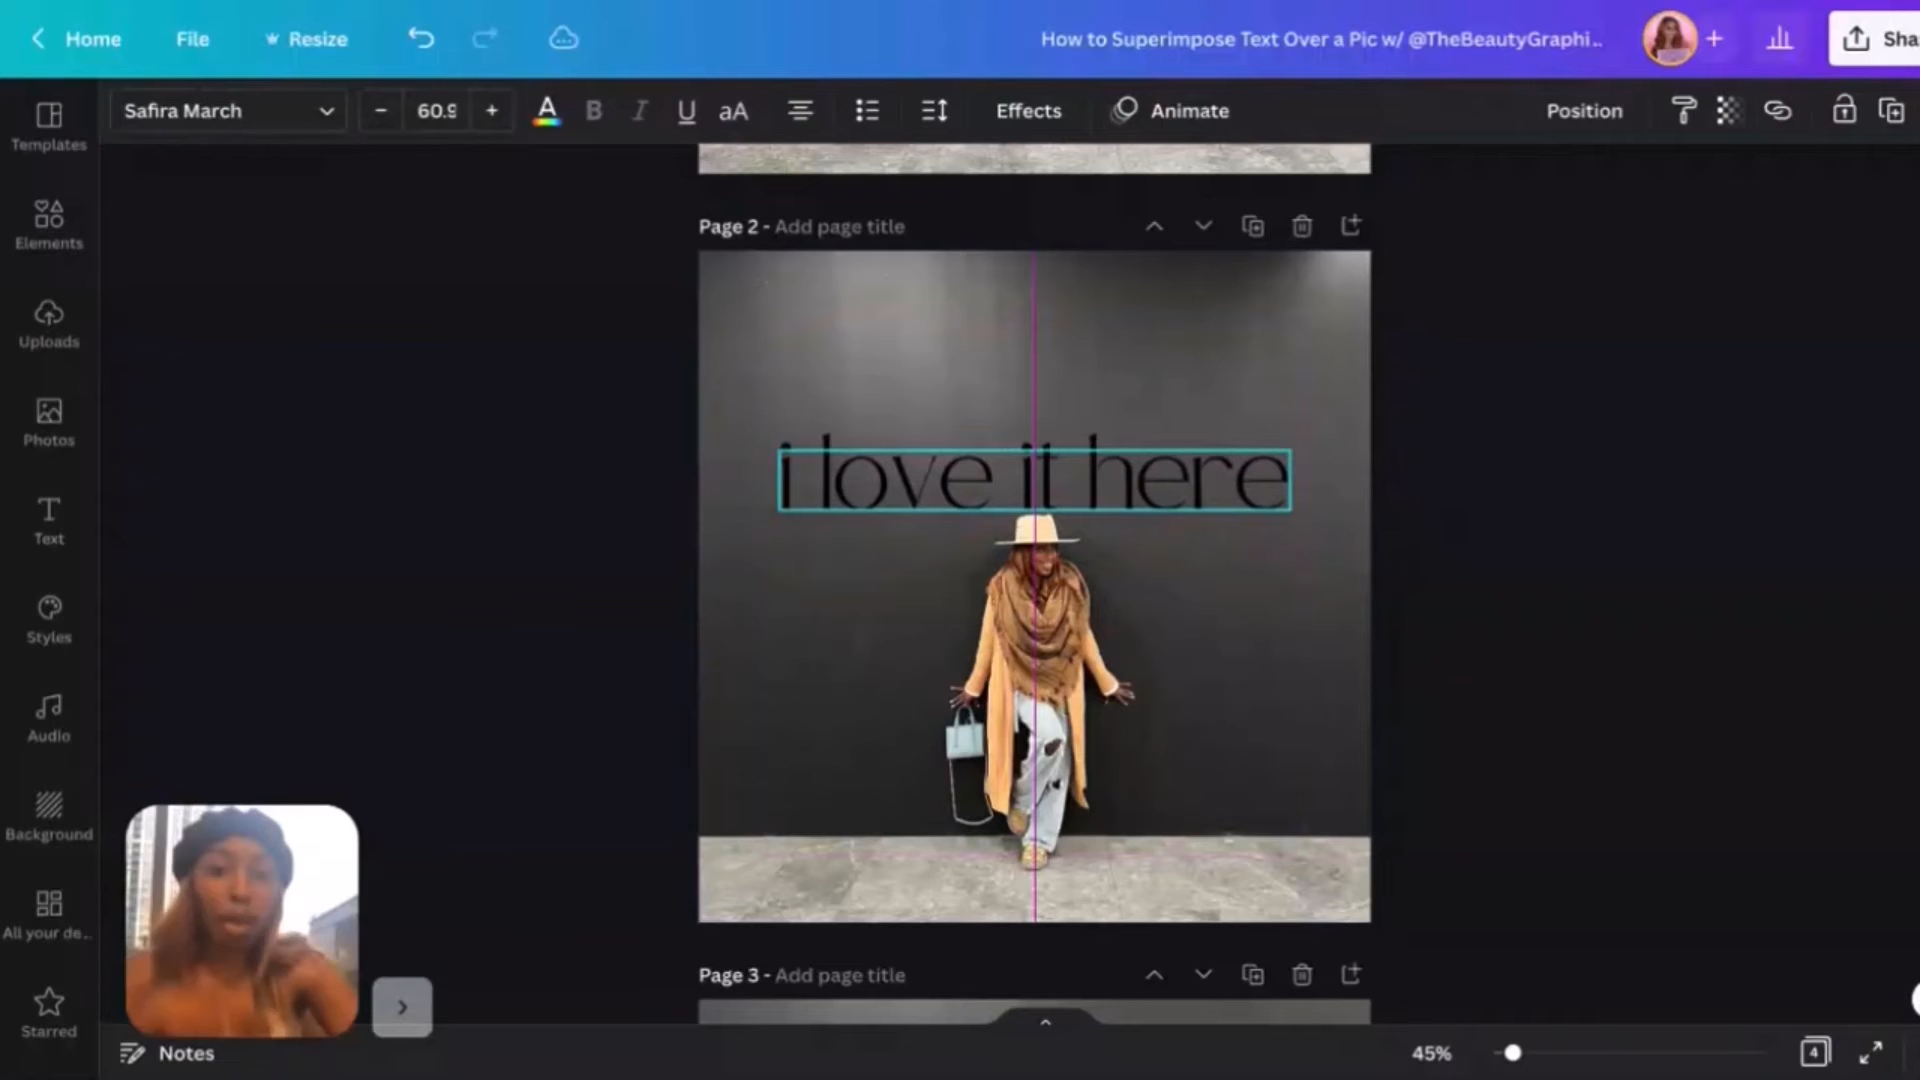 Home File Resize How to Superimpose Text Over a Pic w/ @TheBeautyGraphi.. Sha
Safira March 60.9 A B I U aA Effects Animate Position
Templates
Elements
Uploads
Photos
Text
Styles
Audio
Background
All your de...
Starred
Page 2 - Add page title
i love it here
Page 3 - Add page title
Notes 45% 4